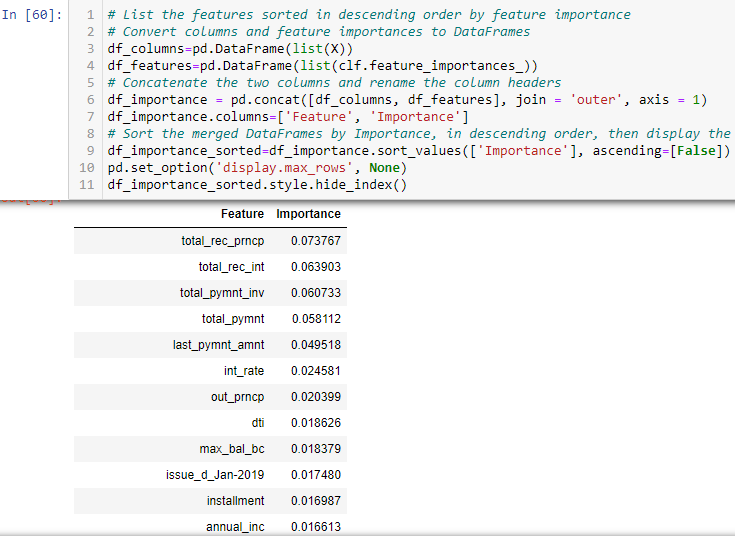 In [60]:
1 # List the features sorted in descending order by feature importance
2 # Convert columns and feature importances to DataFrames
3 df_columns=pd.DataFrame(list(X))
4 df_features=pd.DataFrame(list(clf.feature_importances_))
5 # Concatenate the two columns and rename the column headers
6 df_importance = pd.concat([df_columns, df_features], join = 'outer', axis = 1)
7 df_importance.columns=['Feature', 'Importance']
8 # Sort the merged DataFrames by Importance, in descending order, then display the
9 df_importance_sorted=df_importance.sort_values(['Importance'], ascending=[False])
10 pd.set_option('display.max_rows', None)
11 df_importance_sorted.style.hide_index()
Feature Importance
total_rec_prncp 0.073767
total_rec_int 0.063903
total_pymnt_inv 0.060733
total_pymnt 0.058112
last_pymnt_amnt 0.049518
int_rate 0.024581
out_prncp 0.020399
dti 0.018626
max_bal_bc 0.018379
issue_d_Jan-2019 0.017480
installment 0.016987
annual_inc 0.016613